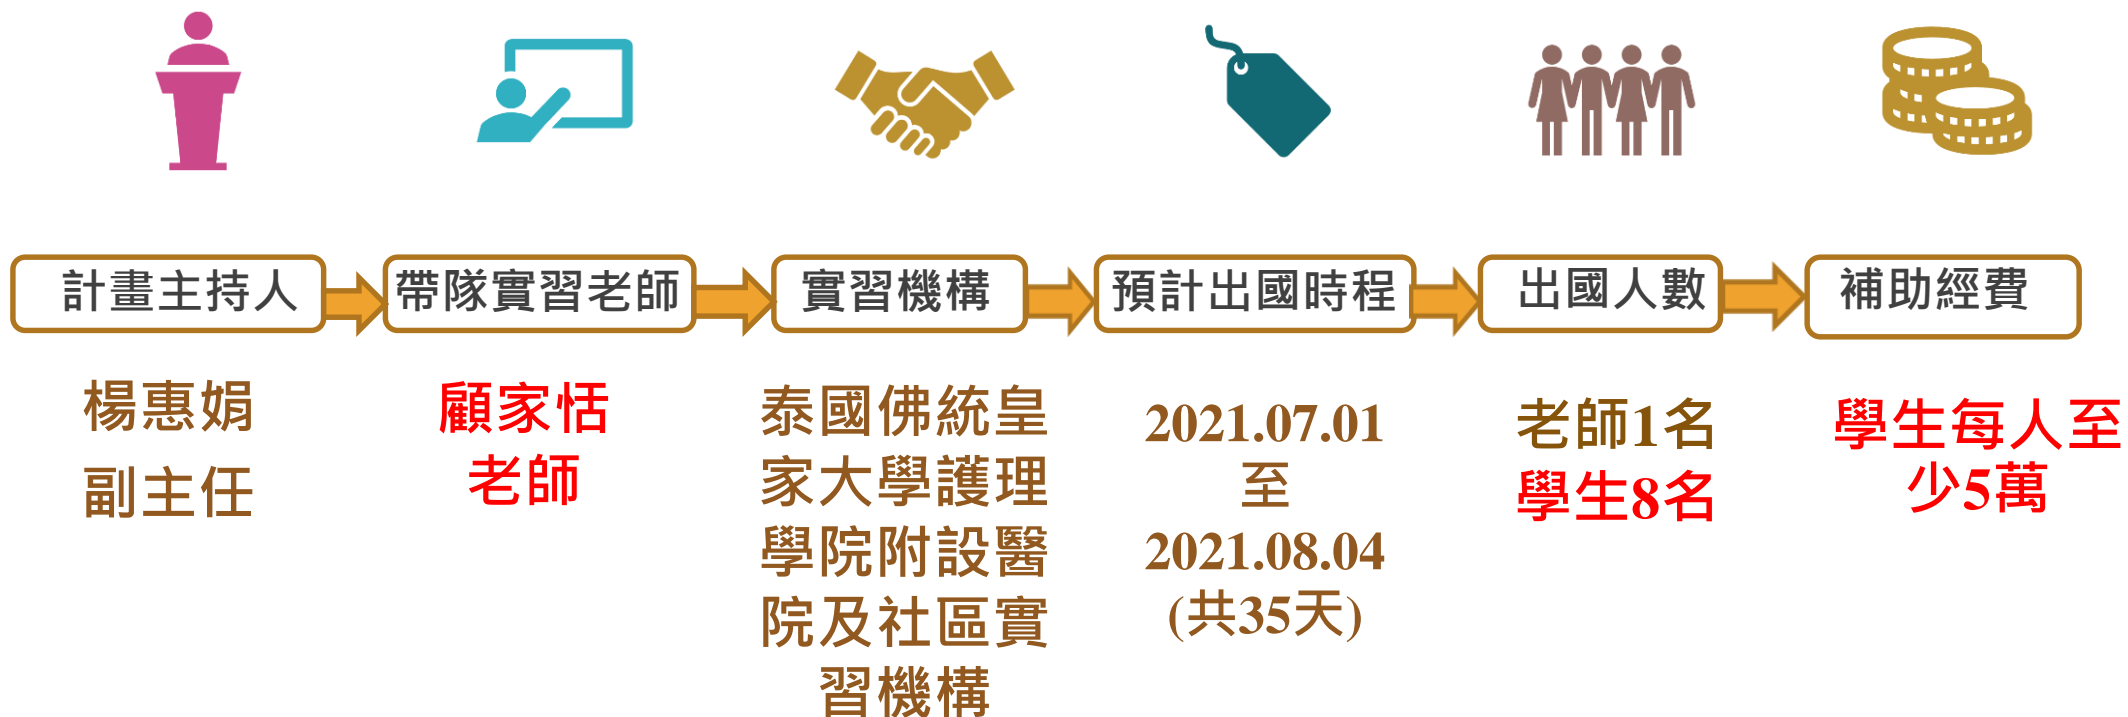 計畫主持人
帶隊實習老師
實習機構
預計出國時程
出國人數
補助經費
楊惠娟
副主任
顧家恬
老師
泰國佛統皇
家大學護理
學院附設醫
院及社區實
習機構
2021.07.01
至
2021.08.04
(共35天)
老師1名
學生8名
學生每人至
少5萬